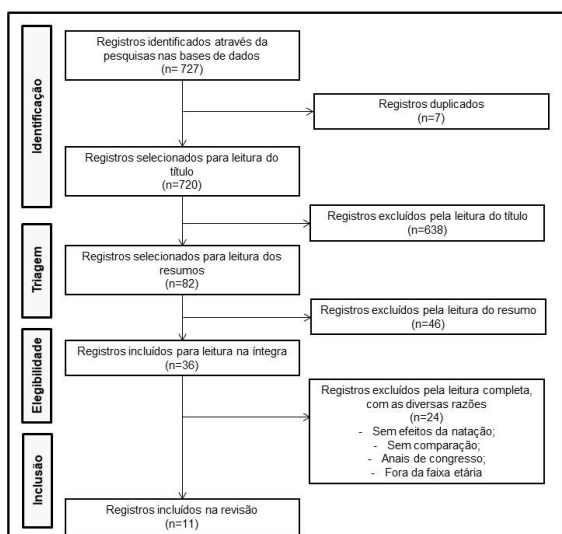 Identificação
Registros identificados através da
pesquisas nas bases de dados
(n= 727)
Registros duplicados
(n=7)
Registros selecionados para leitura do
título
(n=720)
Registros excluídos pela leitura do título
(n=638)
Triagem
Registros selecionados para leitura dos
resumos
(n=82)
Registros excluídos pela leitura do resumo
(n=46)
Elegibilidade
Registros incluídos para leitura na íntegra
(n=36)
Registros excluídos pela leitura completa,
com as diversas razões
(n=24)
- Sem efeitos da natação;
- Sem comparação;
- Anais de congresso;
- Fora da faixa etária
Inclusão
Registros incluídos na revisão
(n=11)